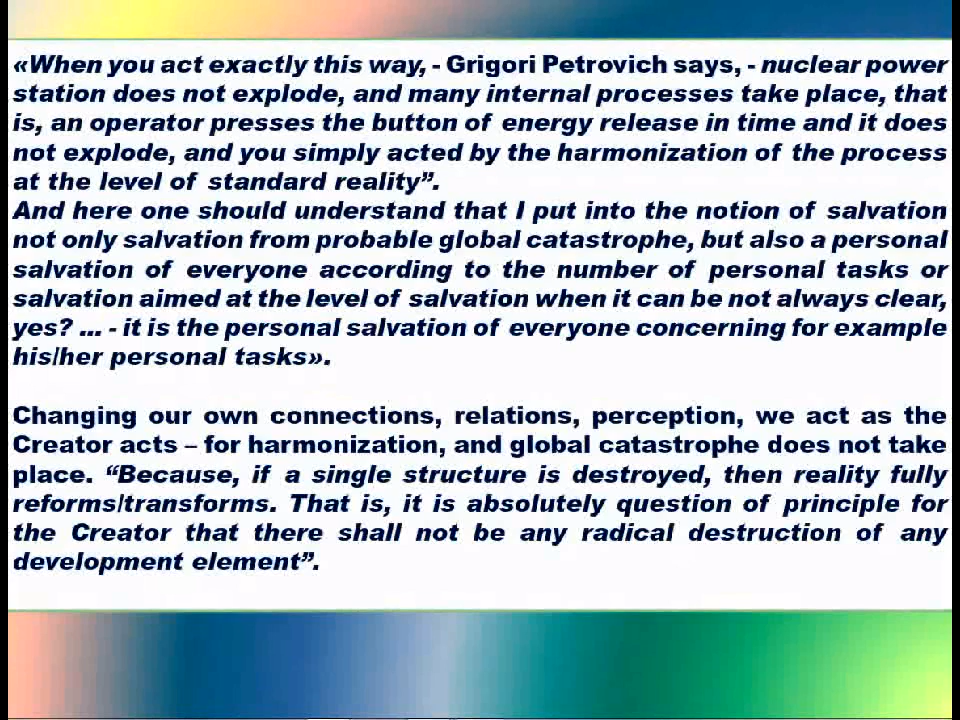 «When you act exactly this way, - Grigori Petrovich says, - nuclear power
station does not explode, and many internal processes take place, that
is, an operator presses the button of energy release in time and it does
not explode, and you simply acted by the harmonization of the process
at the level of standard reality”.
And here one should understand that I put into the notion of salvation
not only salvation from probable global catastrophe, but also a personal
salvation of everyone according to the number of personal tasks or
salvation aimed at the level of salvation when it can be not always clear,
yes? ... - it is the personal salvation of everyone concerning for example
his/her personal tasks».
Changing our own connections, relations, perception, we act as the
Creator acts – for harmonization, and global catastrophe does not take
place. “Because, if a single structure is destroyed, then reality fully
reforms/transforms. That is, it is absolutely question of principle for
the Creator that there shall not be any radical destruction of any
development element”.